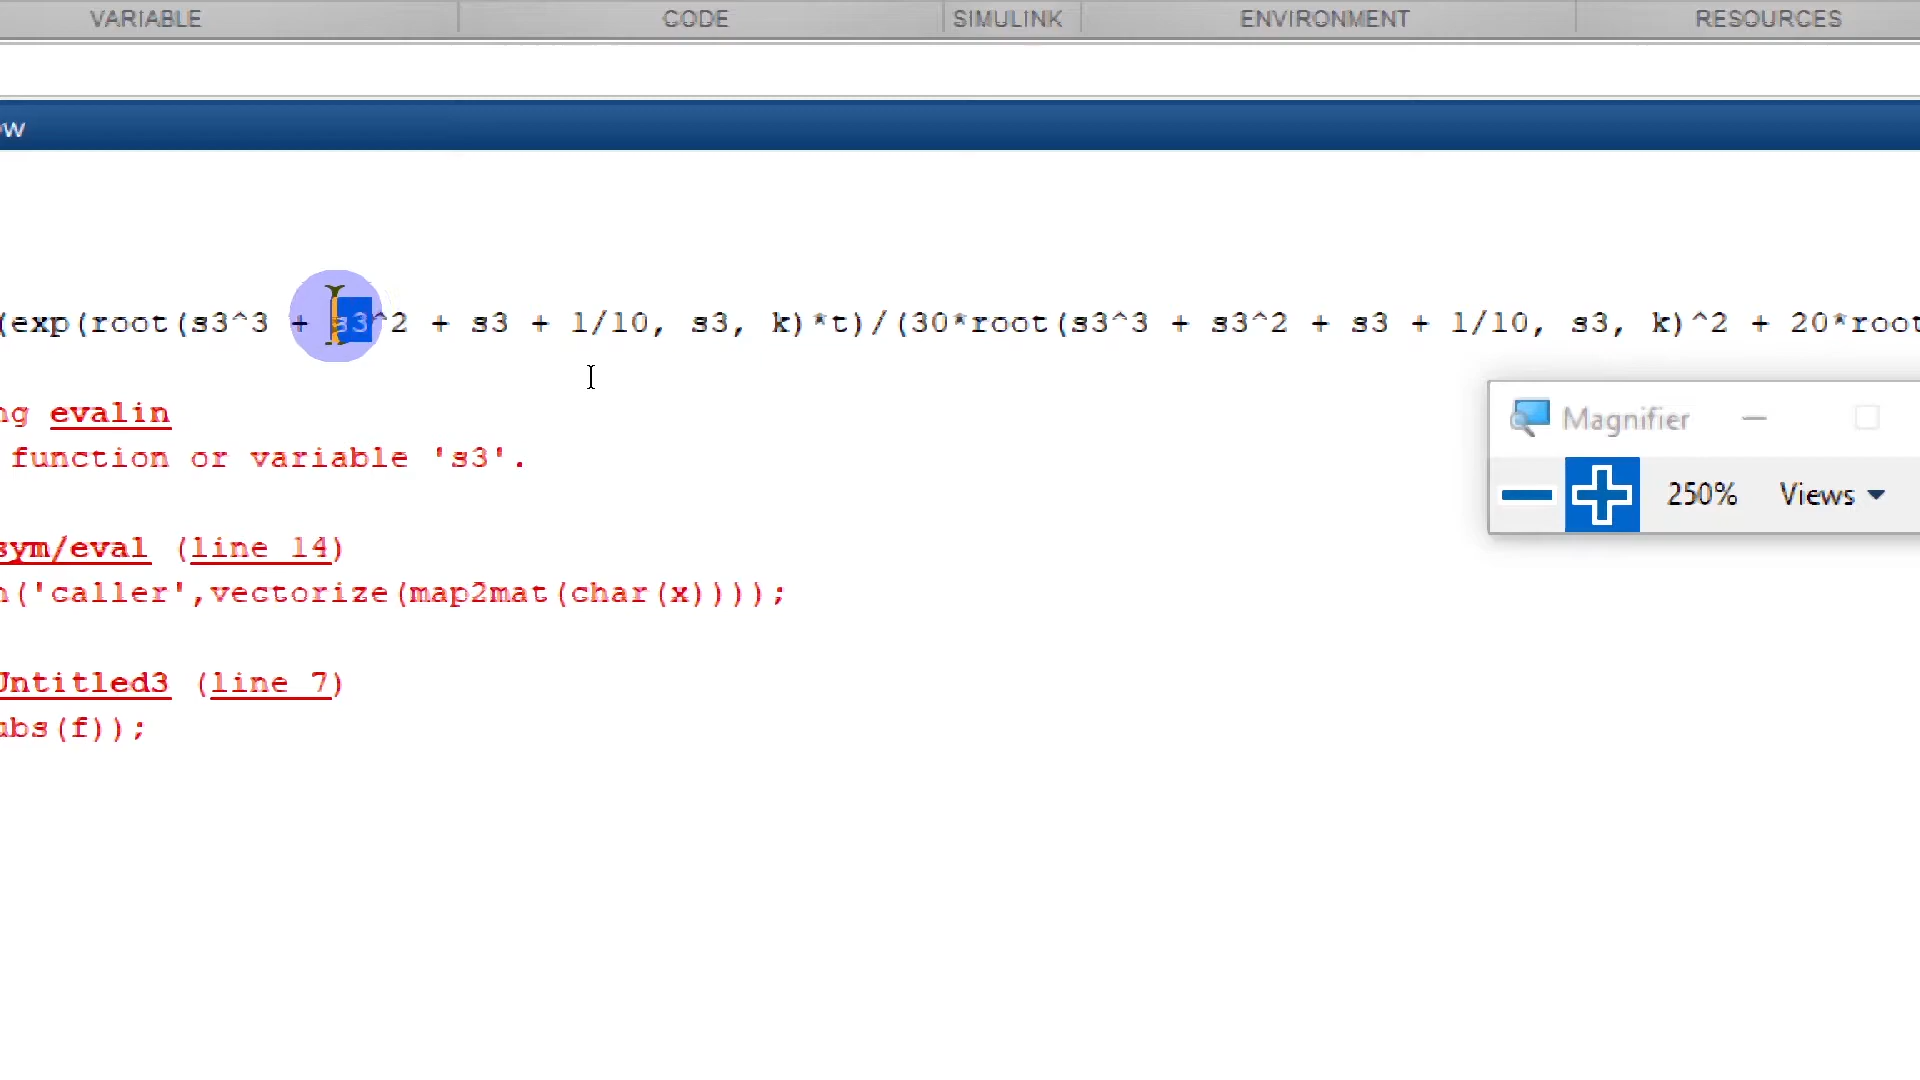 VARIABLE CODE SIMULINK ENVIRONMENT RESOURCES
ow
(exp(root(s3^3 + s3^2 + s3 + 1/10, s3, k)*t)/(30*root(s3^3 + s3^2 + s3 + 1/10, s3, k)^2 + 20*root
ng evalin
function or variable 's3'.
sym/eval (line 14)
n('caller',vectorize(map2mat(char(x))));
Untitled3 (line 7)
ubs(f));
Magnifier
250% Views